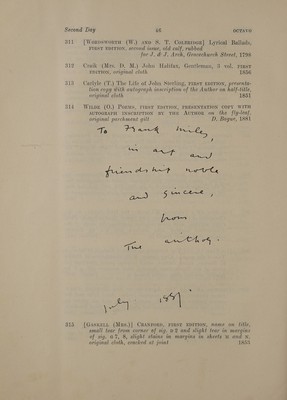 Second Day 46 OCTAVO
311 [WORDSWORTH (W.) AND S. T. COLERIDGE] Lyrical Ballads,
FIRST EDITION, second issue, old calf, rubbed
for J. & J. Arch, Gracechurch Street, 1798
312 Craik (Mrs. D. M.) John Halifax, Gentleman, 3 vol. FIRST
EDITION, original cloth 1856
313 Carlyle (T.) The Life of John Sterling, FIRST EDITION, presenta-
tion copy with autograph inscription of the Author on half-title,
original cloth 1851
314 WILDE (O.) POEMS, FIRST EDITION, PRESENTATION COPY WITH
AUTOGRAPH INSCRIPTION BY THE AUTHOR on the fly-leaf,
original parchment gilt D. Bogue, 1881
To Frank Miles,
in art and
friendship noble
and sincere,
from
The author.
July 1881
315 [GASKELL (MRS.)] CRANFORD, FIRST EDITION, name on title,
small tear from corner of sig. and slight tear in margins
of sig. 7, 8, slight stains in margins in sheets and
original cloth, cracked at joint 1853